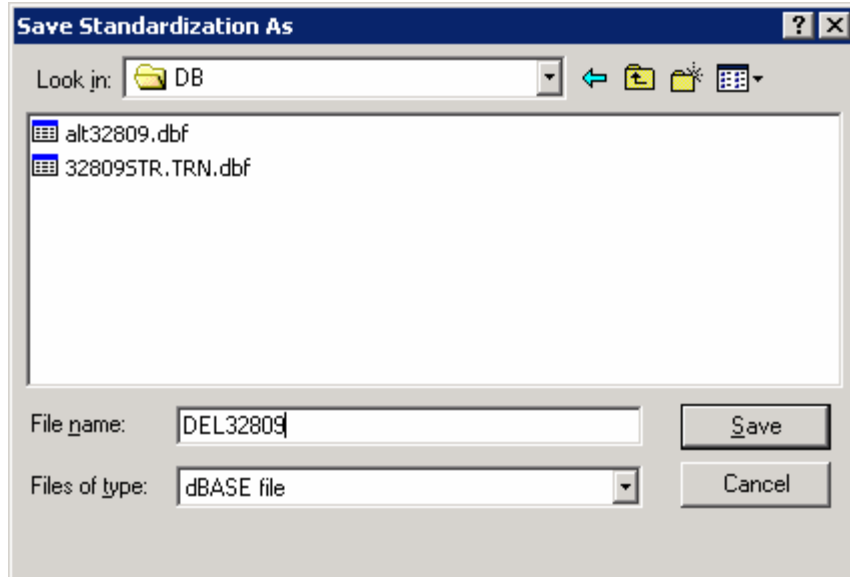 Save Standardization As
Look in: DB
alt32809.dbf
32809STR.TRN.dbf
File name: DEL32809 Save
Files of type: dBASE file Cancel